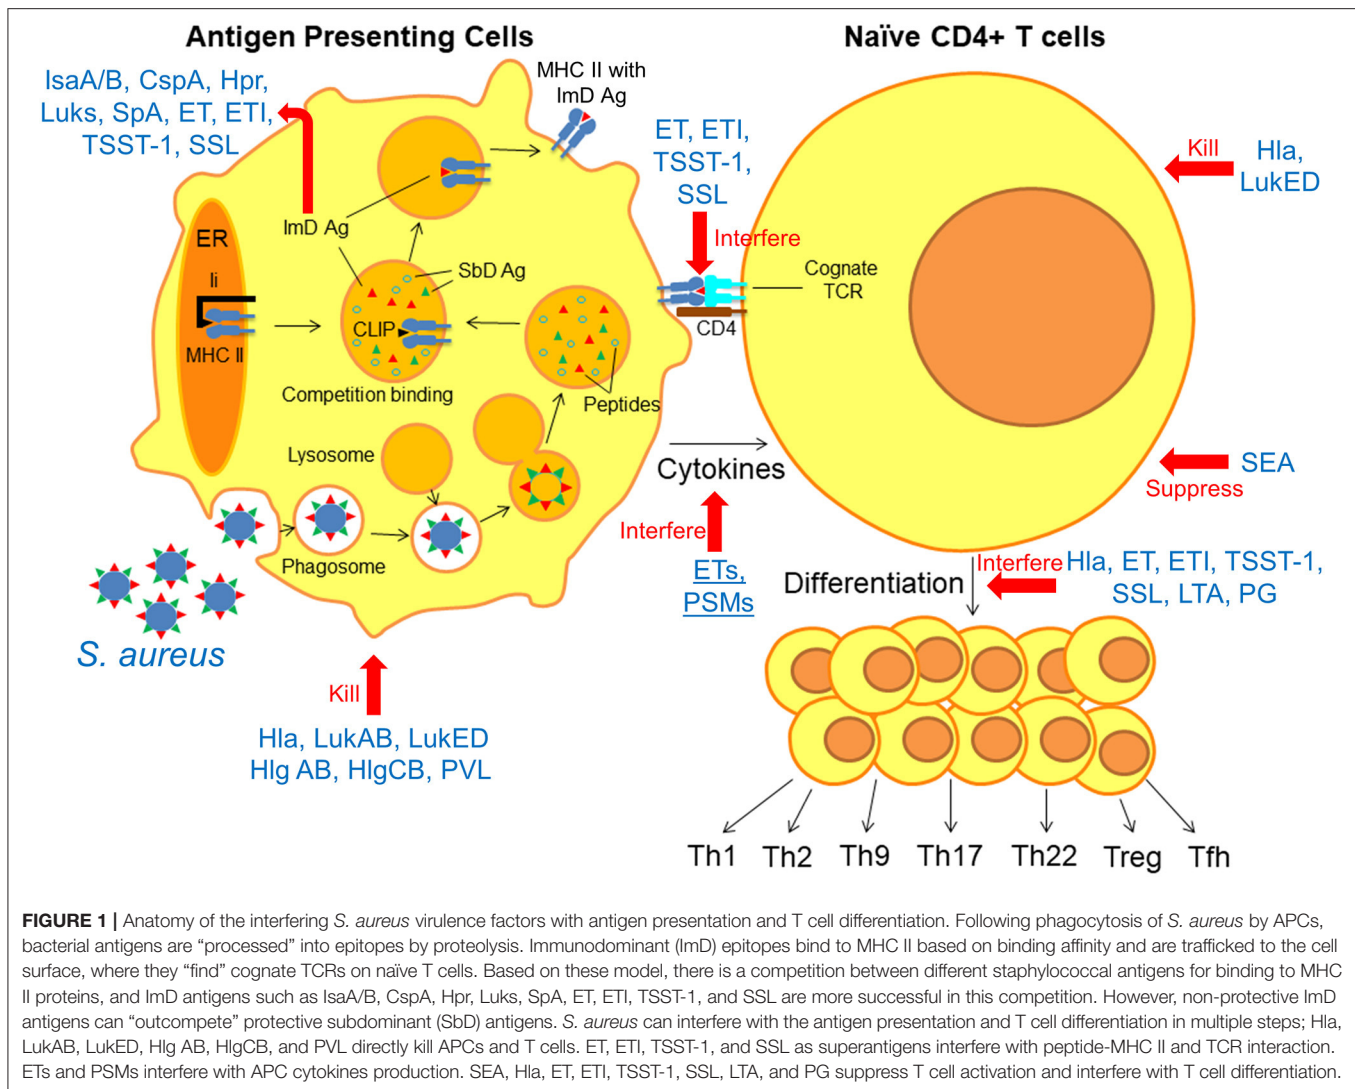 Antigen Presenting Cells
Naïve CD4+ T cells
IsaA/B, CspA, Hpr,
Luks, SpA, ET, ETI,
TSST-1, SSL
MHC II with
ImD Ag
ET, ETI,
TSST-1,
SSL
Interfere
Kill
Hla,
LukED
ImD Ag
ER
Ii
MHC II
SbD Ag
CLIP
Competition binding
Peptides
Cognate
TCR
CD4
Lysosome
Phagosome
Cytokines
Interfere
ETs,
PSMs
SEA
Suppress
S. aureus
Kill
Hla, LukAB, LukED
Hlg AB, HlgCB, PVL
Differentiation
Interfere
Hla, ET, ETI, TSST-1,
SSL, LTA, PG
Th1
Th2
Th9
Th17
Th22
Treg
Tfh
FIGURE 1 | Anatomy of the interfering S. aureus virulence factors with antigen presentation and T cell differentiation. Following phagocytosis of S. aureus by APCs,
bacterial antigens are “processed” into epitopes by proteolysis. Immunodominant (ImD) epitopes bind to MHC II based on binding affinity and are trafficked to the cell
surface, where they “find” cognate TCRs on naïve T cells. Based on these model, there is a competition between different staphylococcal antigens for binding to MHC
II proteins, and ImD antigens such as IsaA/B, CspA, Hpr, Luks, SpA, ET, ETI, TSST-1, and SSL are more successful in this competition. However, non-protective ImD
antigens can “outcompete” protective subdominant (SbD) antigens. S. aureus can interfere with the antigen presentation and T cell differentiation in multiple steps; Hla,
LukAB, LukED, Hlg AB, HlgCB, and PVL directly kill APCs and T cells. ET, ETI, TSST-1, and SSL as superantigens interfere with peptide-MHC II and TCR interaction.
ETs and PSMs interfere with APC cytokines production. SEA, Hla, ET, ETI, TSST-1, SSL, LTA, and PG suppress T cell activation and interfere with T cell differentiation.